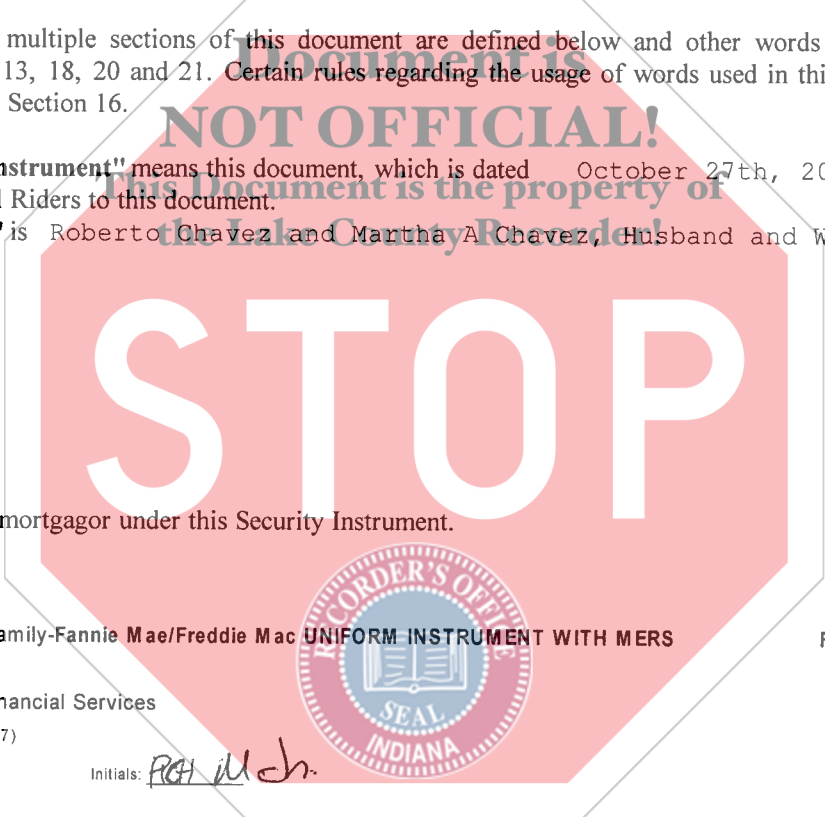 multiple sections of this document are defined below and other words
Document is
13, 18, 20 and 21. Certain rules regarding the usage of words used in thi
Section 16.
NOT OFFICIAL!
nstrument" means this document, which is dated October 27th, 20
This Document is the property of
l Riders to this document.
is Roberto Chavez and Martha A Chavez, Husband and W
the Lake County Recorder!
STOP
mortgagor under this Security Instrument.
RECORDER'S OFFICE
amily-Fannie Mae/Freddie Mac UNIFORM INSTRUMENT WITH MERS
nancial Services
SEAL
7)
INDIANA
Initials: